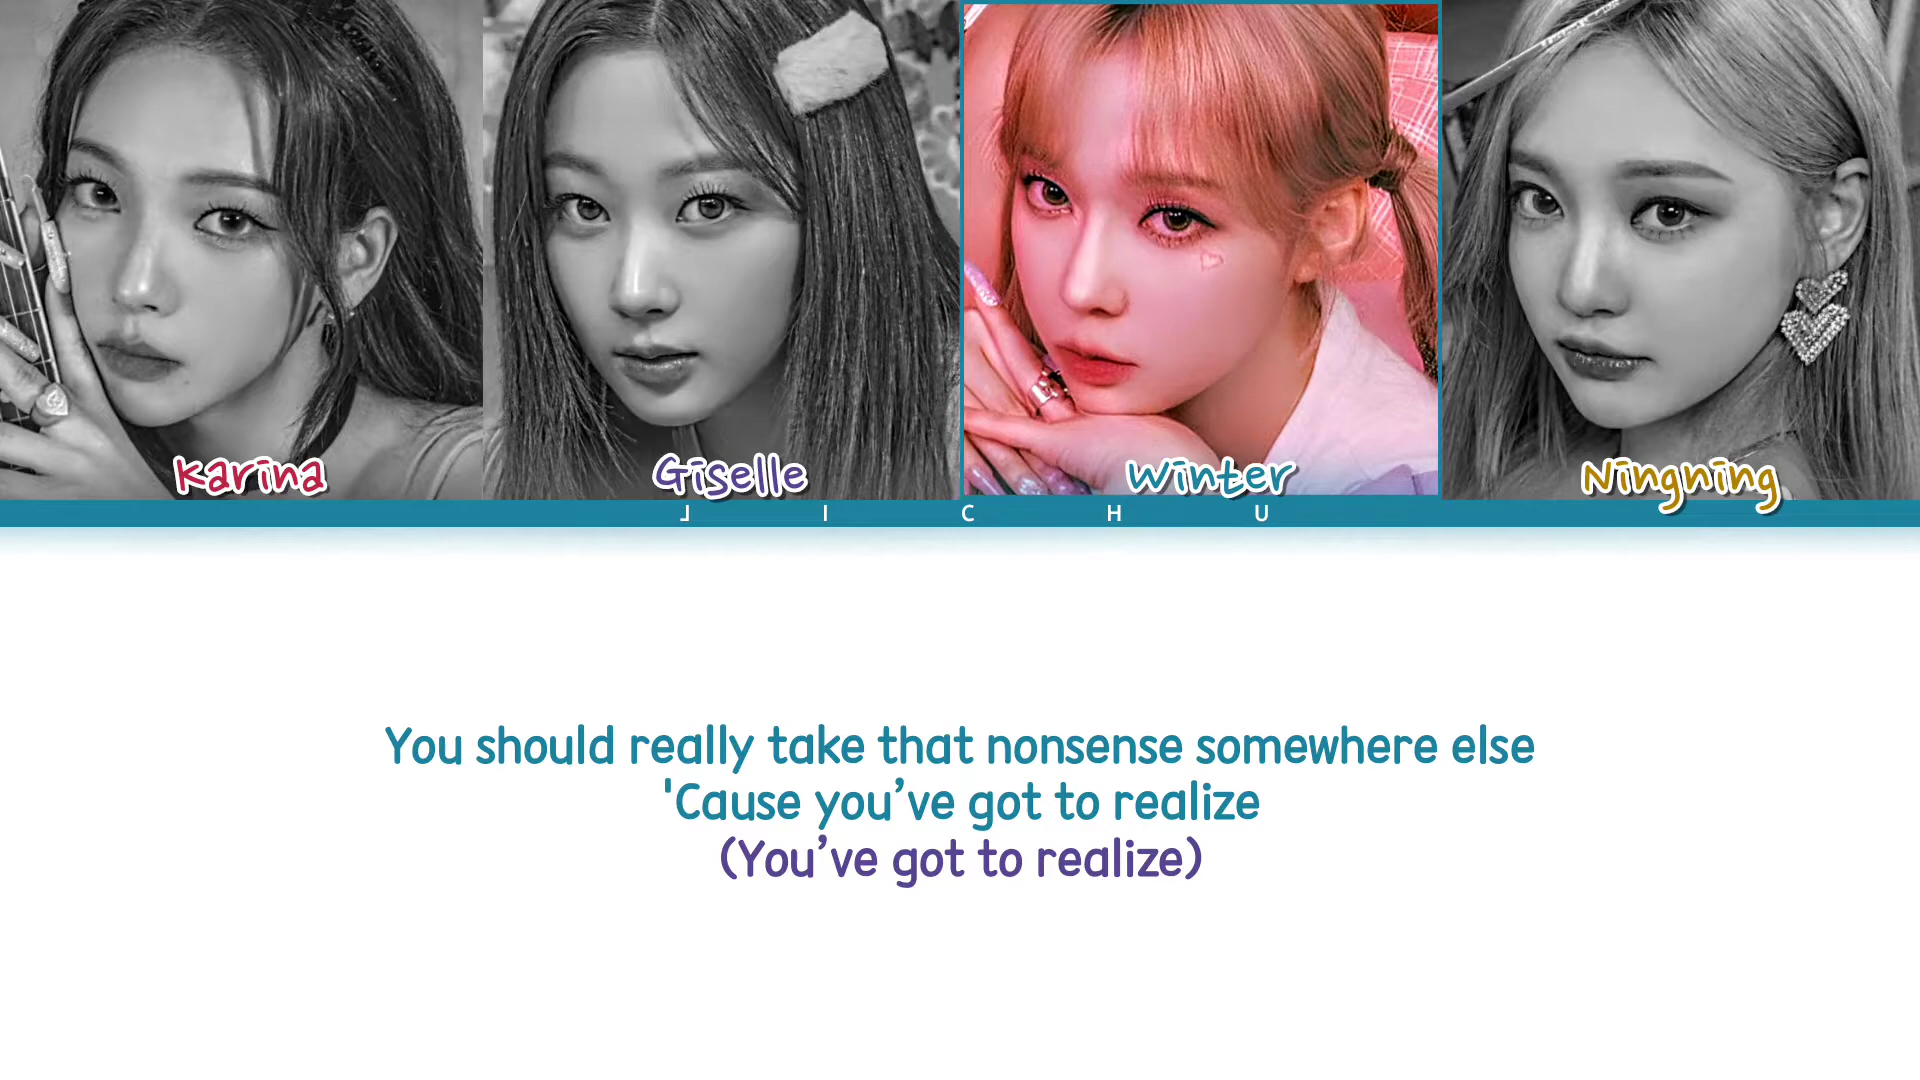 Karina
Giselle
Winter
Ningning
J I C H U
You should really take that nonsense somewhere else
'Cause you’ve got to realize
(You’ve got to realize)